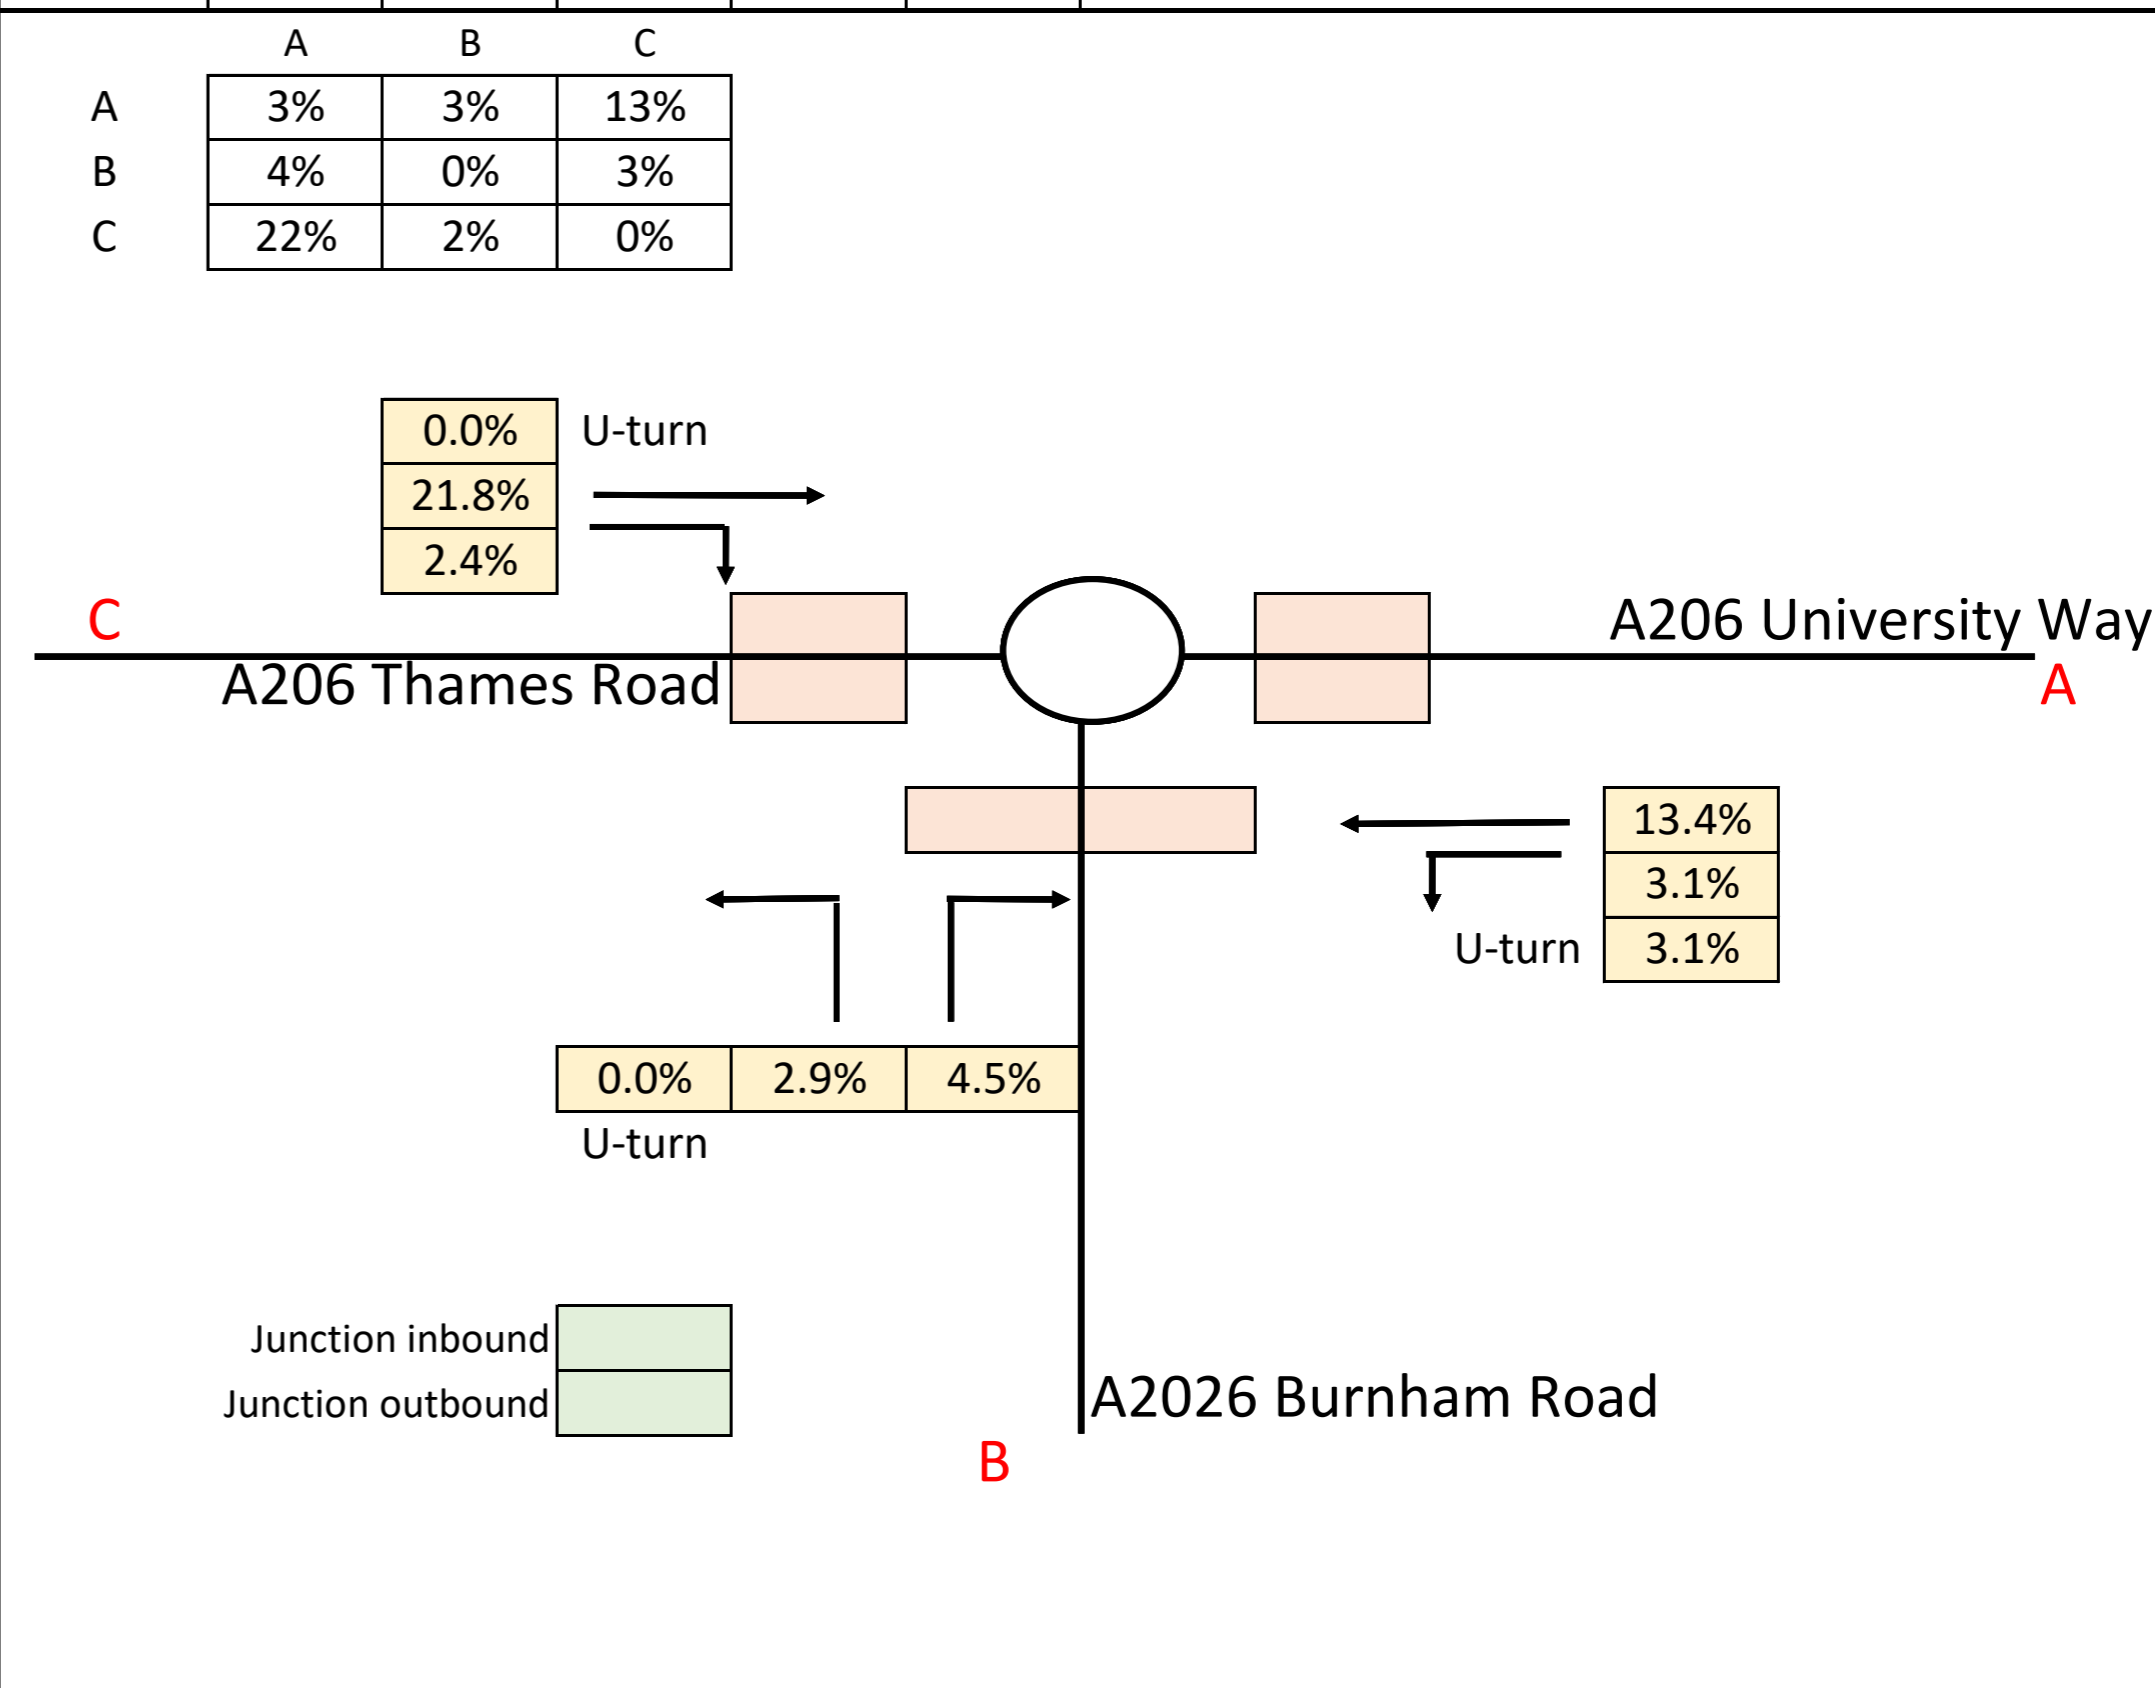 A B C
A 3% 3% 13%
B 4% 0% 3%
C 22% 2% 0%
0.0% U-turn
21.8%
2.4%
C
A206 University Way
A206 Thames Road
A
13.4%
3.1%
U-turn 3.1%
0.0% 2.9% 4.5%
U-turn
Junction inbound
Junction outbound
A2026 Burnham Road
B